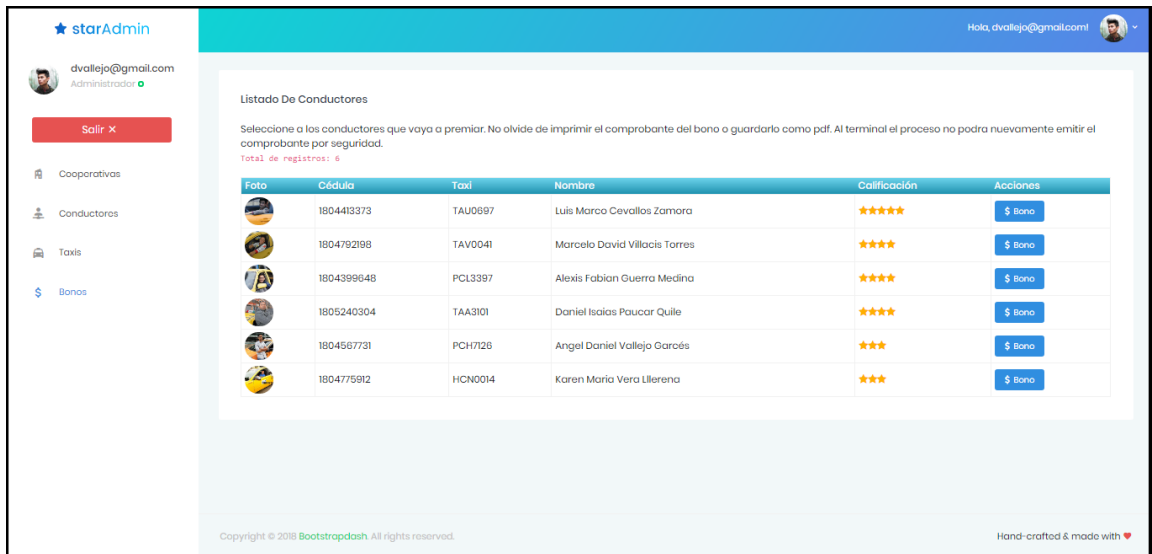 starAdmin
Hola, dvallejo@gmail.com!
dvallejo@gmail.com
Administrador
Salir ×
Cooperativas
Conductores
Taxis
$ Bonos
Listado De Conductores
Seleccione a los conductores que vaya a premiar. No olvide de imprimir el comprobante del bono o guardarlo como pdf. Al terminal el proceso no podra nuevamente emitir el
comprobante por seguridad.
Total de registros: 6
Foto Cédula Taxi Nombre Calificación Acciones
1804413373 TAU0697 Luis Marco Cevallos Zamora $ Bono
1804792198 TAV0041 Marcelo David Villacis Torres $ Bono
1804399648 PCL3397 Alexis Fabian Guerra Medina $ Bono
1805240304 TAA3101 Daniel Isaias Paucar Quile $ Bono
1804567731 PCH7126 Angel Daniel Vallejo Garcés $ Bono
1804775912 HCN0014 Karen Maria Vera Lllerena $ Bono
Copyright © 2018 Bootstrapdash. All rights reserved.
Hand-crafted & made with